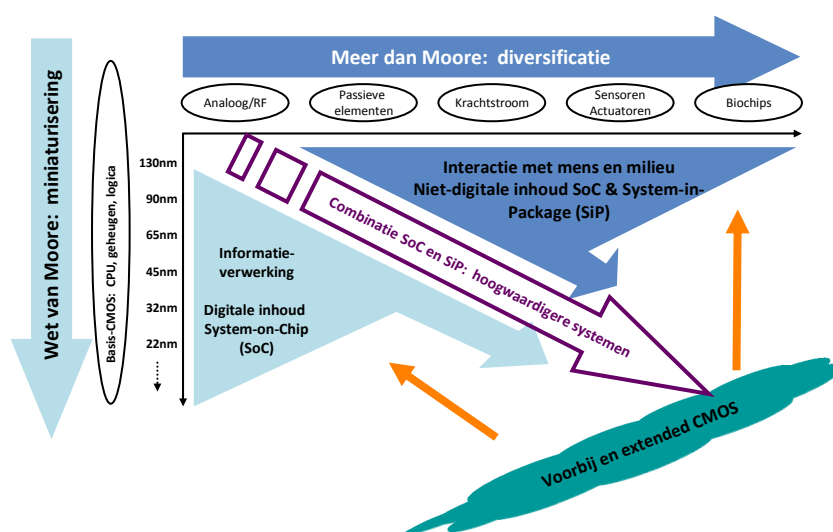 Meer dan Moore: diversificatie
Analoog/RF
Passieve
elementen
Krachtstroom
Sensoren
Actuatoren
Biochips
Wet van Moore: miniaturisering
Basis-CMOS: CPU, geheugen, logica
130nm
90nm
65nm
45nm
32nm
22nm
Interactie met mens en milieu
Niet-digitale inhoud SoC & System-in-
Package (SiP)
Combinatie SoC en SiP: hoogwaardigere systemen
Informatie-
verwerking
Digitale inhoud
System-on-Chip
(SoC)
Voorbij en extended CMOS